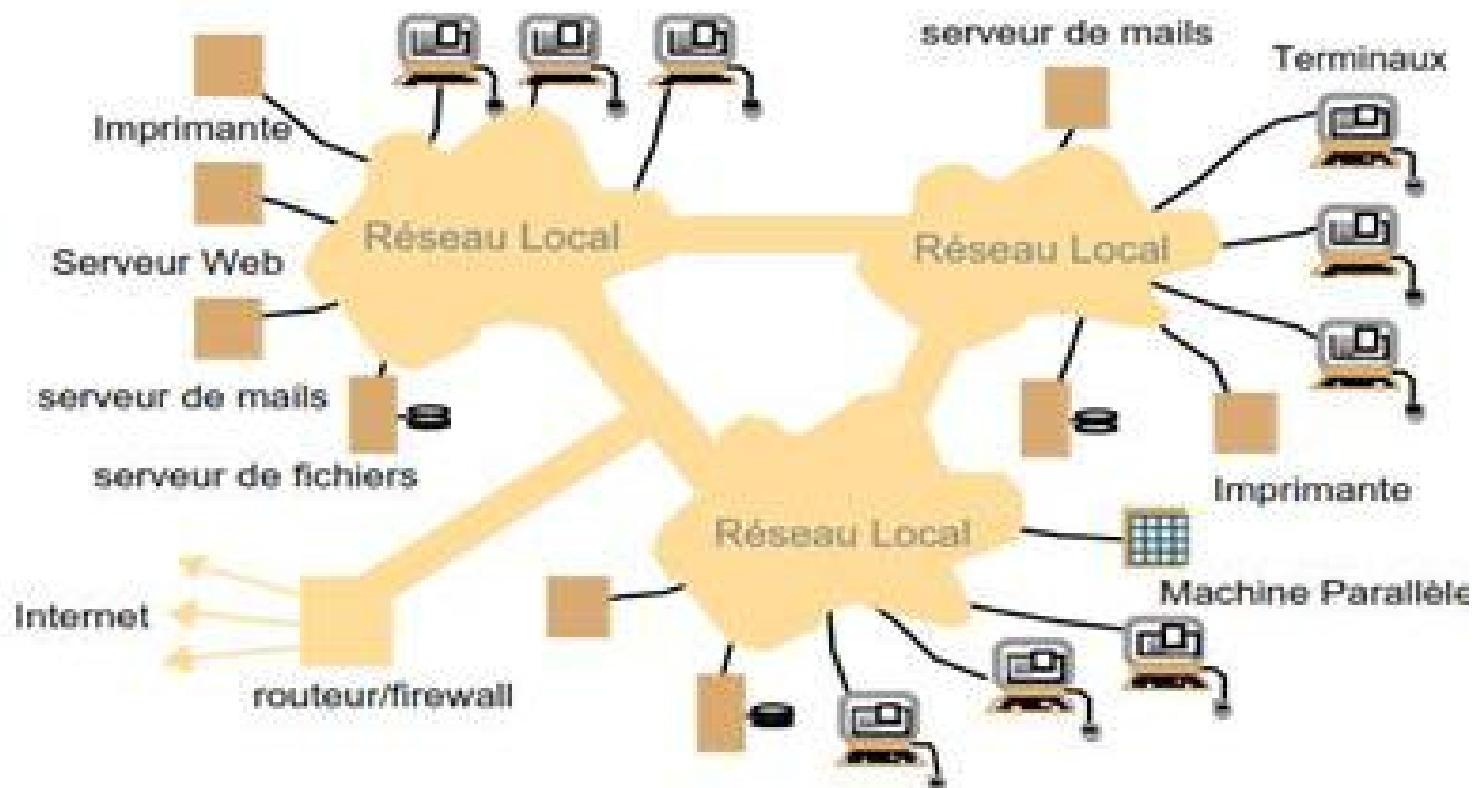 serveur de mails
Terminaux
Imprimante
Réseau Local
Réseau Local
Serveur Web
serveur de mails
serveur de fichiers
Imprimante
Réseau Local
Machine Parallèle
Internet
routeur/firewall